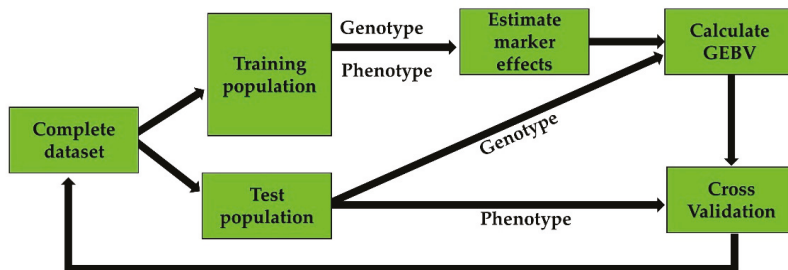 Complete
dataset
Training
population
Genotype
Phenotype
Estimate
marker
effects
Calculate
GEBV
Test
population
Genotype
Phenotype
Cross
Validation